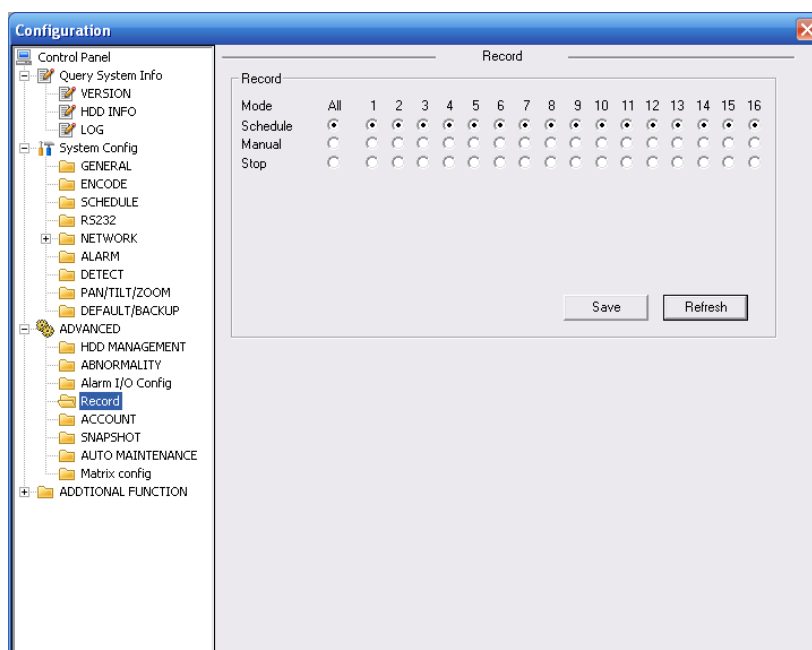 Configuration
Control Panel
Query System Info
VERSION
HDD INFO
LOG
System Config
GENERAL
ENCODE
SCHEDULE
RS232
NETWORK
ALARM
DETECT
PAN/TILT/ZOOM
DEFAULT/BACKUP
ADVANCED
HDD MANAGEMENT
ABNORMALITY
Alarm I/O Config
Record
ACCOUNT
SNAPSHOT
AUTO MAINTENANCE
Matrix config
ADDTIONAL FUNCTION
Record
Record
Mode All 1 2 3 4 5 6 7 8 9 10 11 12 13 14 15 16
Schedule
Manual
Stop
Save Refresh